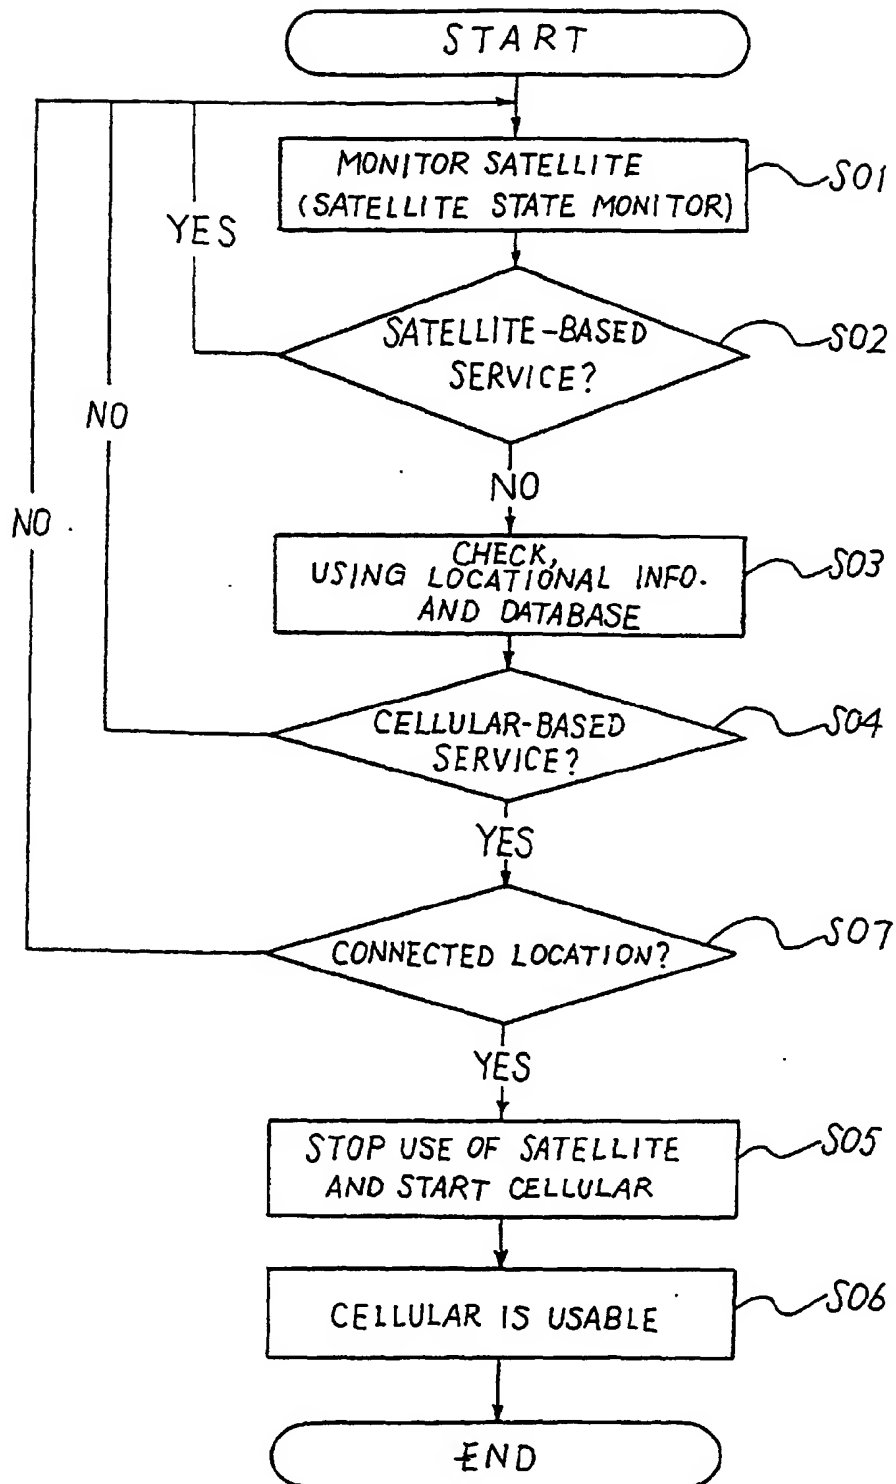 START
MONITOR SATELLITE
(SATELLITE STATE MONITOR)
S01
YES
SATELLITE-BASED
SERVICE?
S02
NO
NO
NO
CHECK,
USING LOCATIONAL INFO.
AND DATABASE
S03
CELLULAR-BASED
SERVICE?
S04
YES
CONNECTED LOCATION?
S07
YES
STOP USE OF SATELLITE
AND START CELLULAR
S05
CELLULAR IS USABLE
S06
END